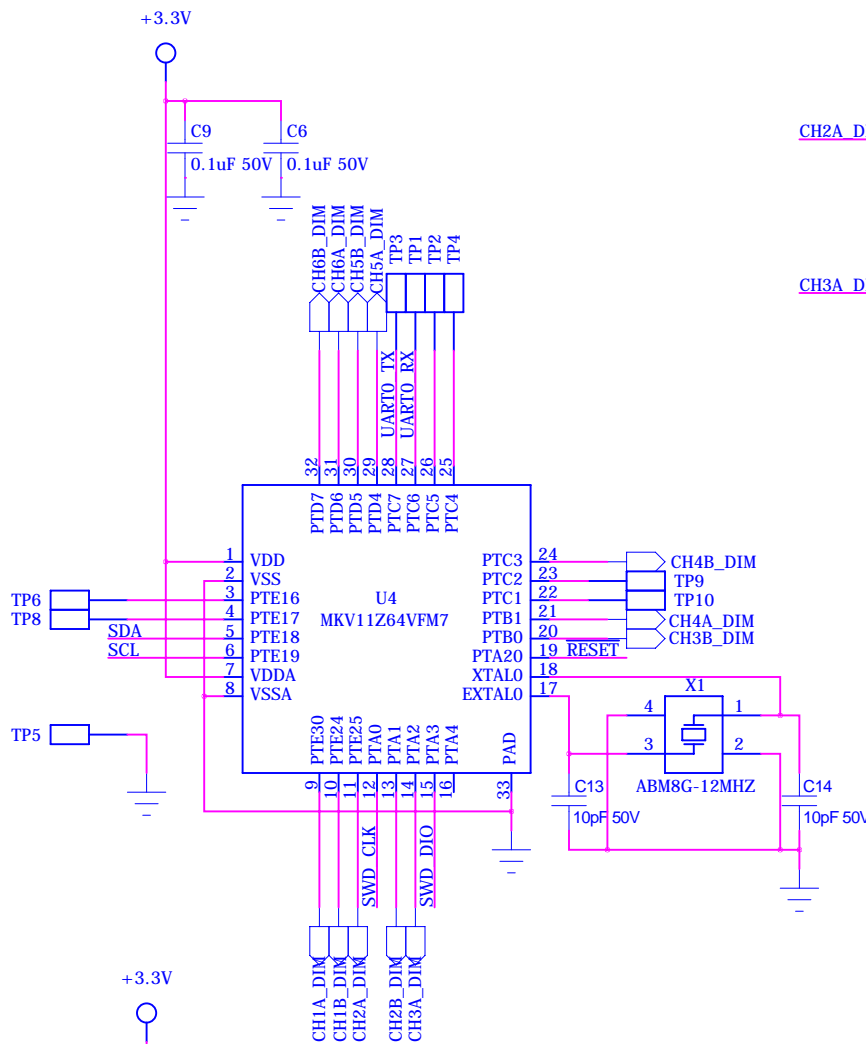 +3.3V
C9
0.1uF 50V
C6
0.1uF 50V
CH2A_D
CH3A_D
CH6B_DIM
CH6A_DIM
CH5B_DIM
CH5A_DIM
TP3
TP1
TP2
TP4
UART0_TX
UART0_RX
32
31
30
29
28
27
26
25
PTD7
PTD6
PTD5
PTD4
PTC7
PTC6
PTC5
PTC4
U4
MKV11Z64VFM7
1 VDD
2 VSS
TP6 3 PTE16
TP8 4 PTE17
SDA 5 PTE18
SCL 6 PTE19
7 VDDA
8 VSSA
PTC3 24 CH4B_DIM
PTC2 23 TP9
PTC1 22 TP10
PTB1 21 CH4A_DIM
PTB0 20 CH3B_DIM
PTA20 19 RESET
XTAL0 18
EXTAL0 17
TP5
PTE30
PTE24
PTE25
PTA0
PTA1
PTA2
PTA3
PTA4
PAD
9
10
11
12
13
14
15
16
33
SWD_CLK
SWD_DIO
CH1A_DIM
CH1B_DIM
CH2A_DIM
CH2B_DIM
CH3A_DIM
X1
4
1
3
2
ABM8G-12MHZ
C13
10pF 50V
C14
10pF 50V
+3.3V